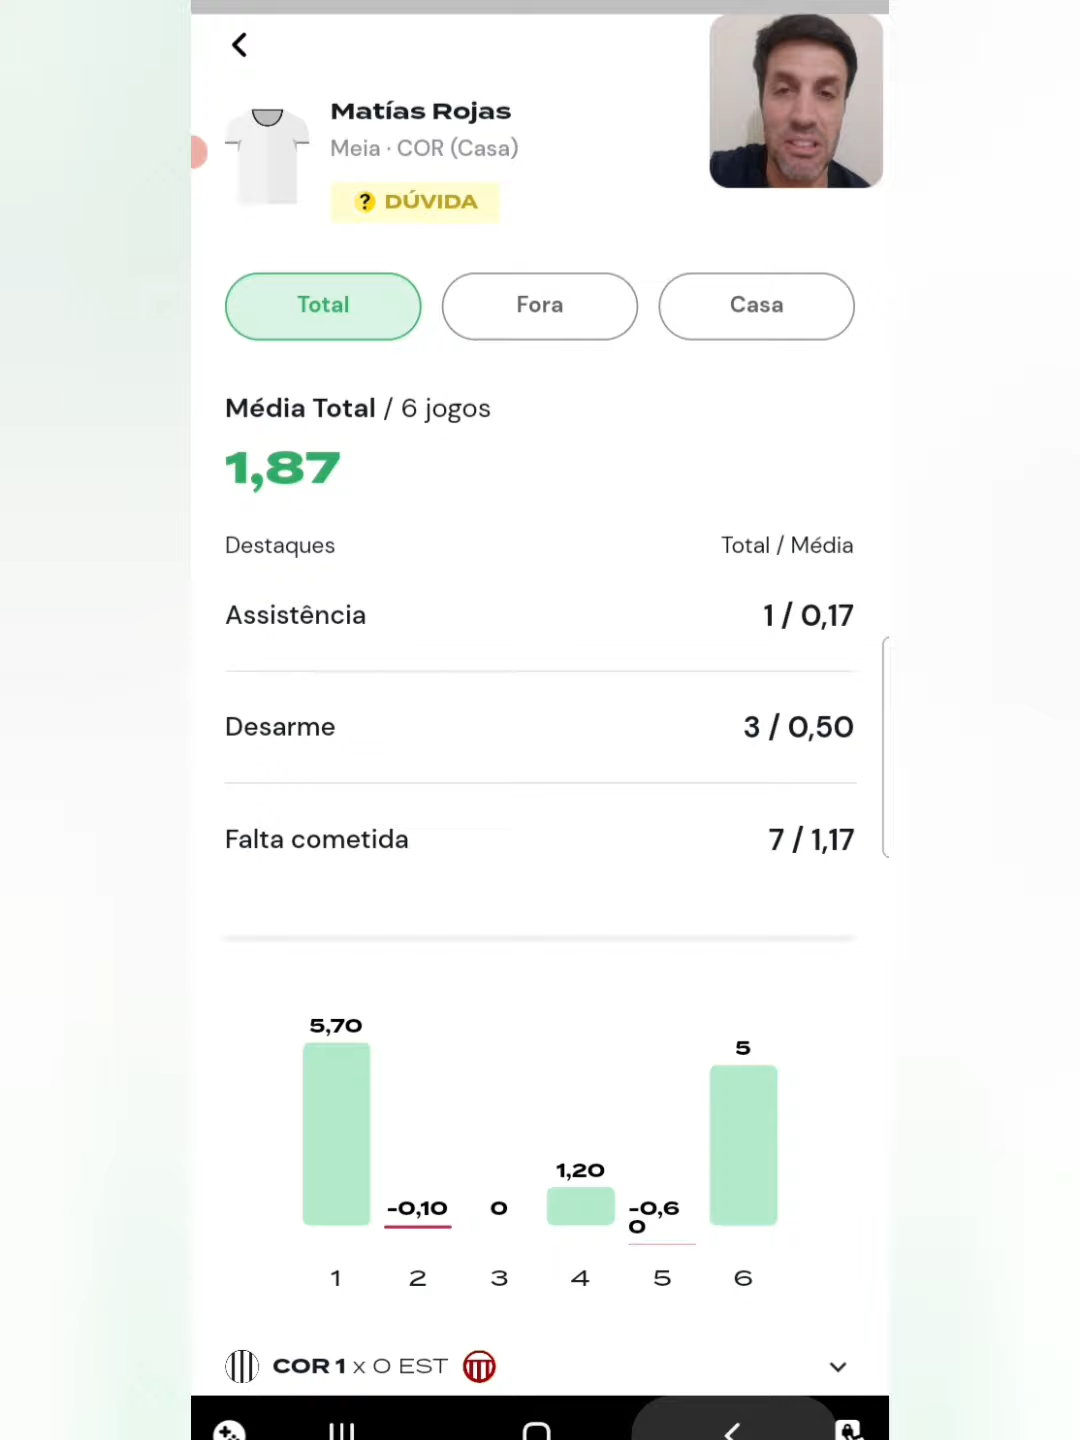 Matías Rojas
Meia · COR (Casa)
? DÚVIDA
Total Fora Casa
Média Total / 6 jogos
1,87
Destaques Total / Média
Assistência 1 / 0,17
Desarme 3 / 0,50
Falta cometida 7 / 1,17
5,70 -0,10 0 1,20 -0,6
0 5
1 2 3 4 5 6
COR 1 x 0 EST